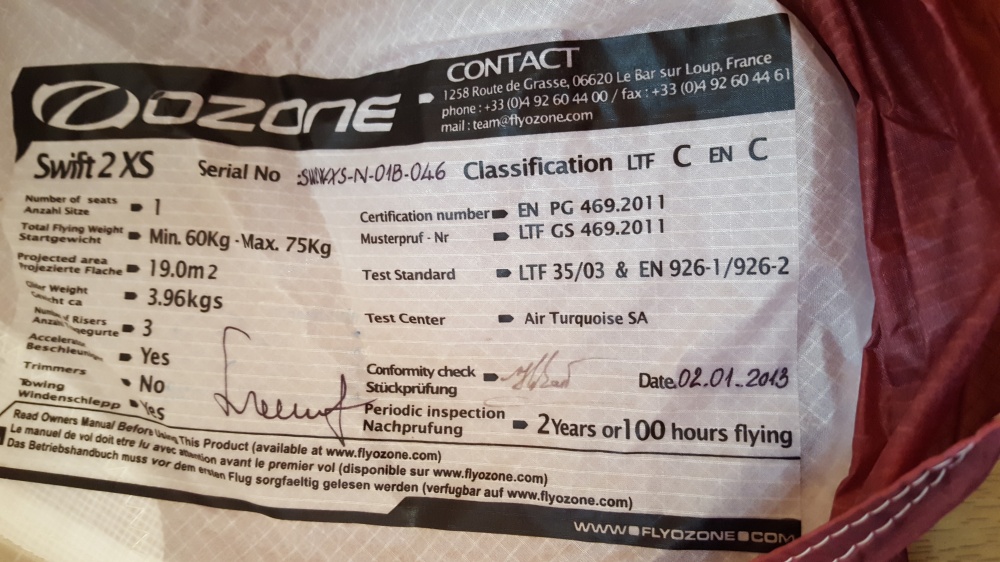 OZONE
CONTACT
1258 Route de Grasse, 06620 Le Bar sur Loup, France
phone : +33 (0)4 92 60 44 00 / fax : +33 (0)4 92 60 44 61
mail : team@flyozone.com
Swift 2 XS Serial No -N-01B-046 Classification LTF C EN C
Number of seats
Anzahl Sitze 1
Total Flying Weight
Startgewicht Min. 60Kg - Max. 75Kg
Projected area
Projezierte Flache 19.0m2
Weight
ca 3.96kgs
Risers
3
Yes
Trimmers No
Towing
Windenschlepp Yes
Certification number EN PG 469.2011
Musterpruf - Nr LTF GS 469.2011
Test Standard LTF 35/03 & EN 926-1/926-2
Test Center Air Turquoise SA
Conformity check
Stückprüfung
Date 02.01.2013
Periodic inspection
Nachprufung 2Years or 100 hours flying
Read Owners Manual Before Using This Product (available at www.flyozone.com)
Le manuel de vol doit etre lu avec attention avant le premier vol (disponible sur www.flyozone.com)
Das Betriebshandbuch muss vor dem ersten Flug sorgfaeltig gelesen werden (verfugbar auf www.flyozone.com)
WWW FLYOZONE COM